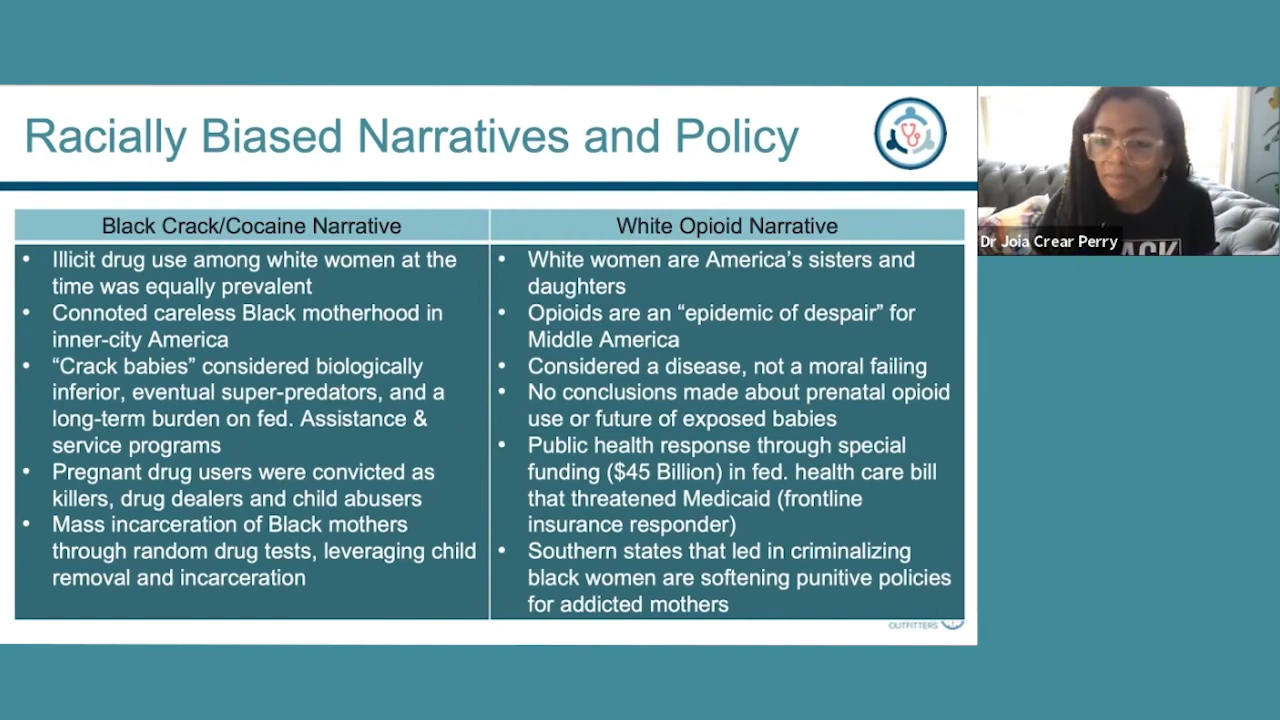 Racially Biased Narratives and Policy
Black Crack/Cocaine Narrative
• Illicit drug use among white women at the
time was equally prevalent
• Connoted careless Black motherhood in
inner-city America
• “Crack babies” considered biologically
inferior, eventual super-predators, and a
long-term burden on fed. Assistance &
service programs
• Pregnant drug users were convicted as
killers, drug dealers and child abusers
• Mass incarceration of Black mothers
through random drug tests, leveraging child
removal and incarceration
White Opioid Narrative
• White women are America’s sisters and
daughters
• Opioids are an “epidemic of despair” for
Middle America
• Considered a disease, not a moral failing
• No conclusions made about prenatal opioid
use or future of exposed babies
• Public health response through special
funding ($45 Billion) in fed. health care bill
that threatened Medicaid (frontline
insurance responder)
• Southern states that led in criminalizing
black women are softening punitive policies
for addicted mothers
OUTFITTERS
Dr Joia Crear Perry